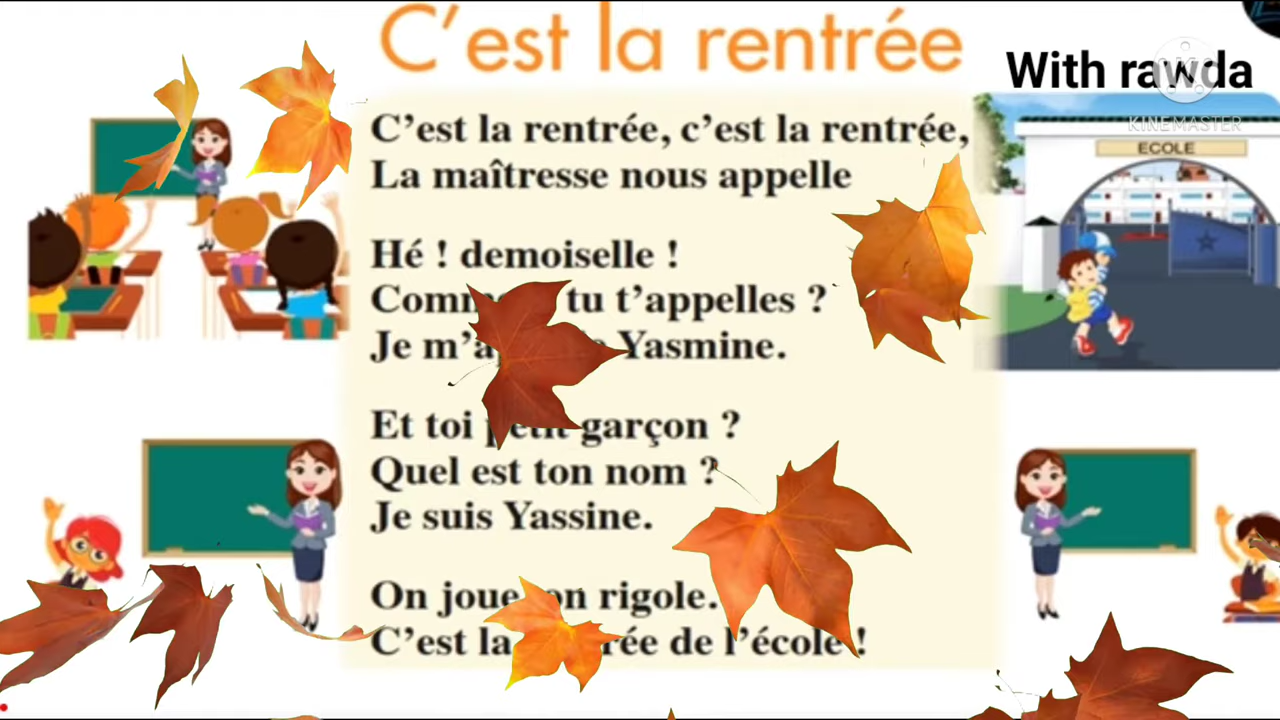 C'est la rentrée
With rawda
KINEMASTER
ECOLE
C'est la rentrée, c'est la rentrée,
La maîtresse nous appelle
Hé ! demoiselle !
tu t'appelles ?
Je Yasmine.
Et toi petit garçon ?
Quel est ton nom ?
Je suis Yassine.
On joue, on rigole.
C'est la de l'école !